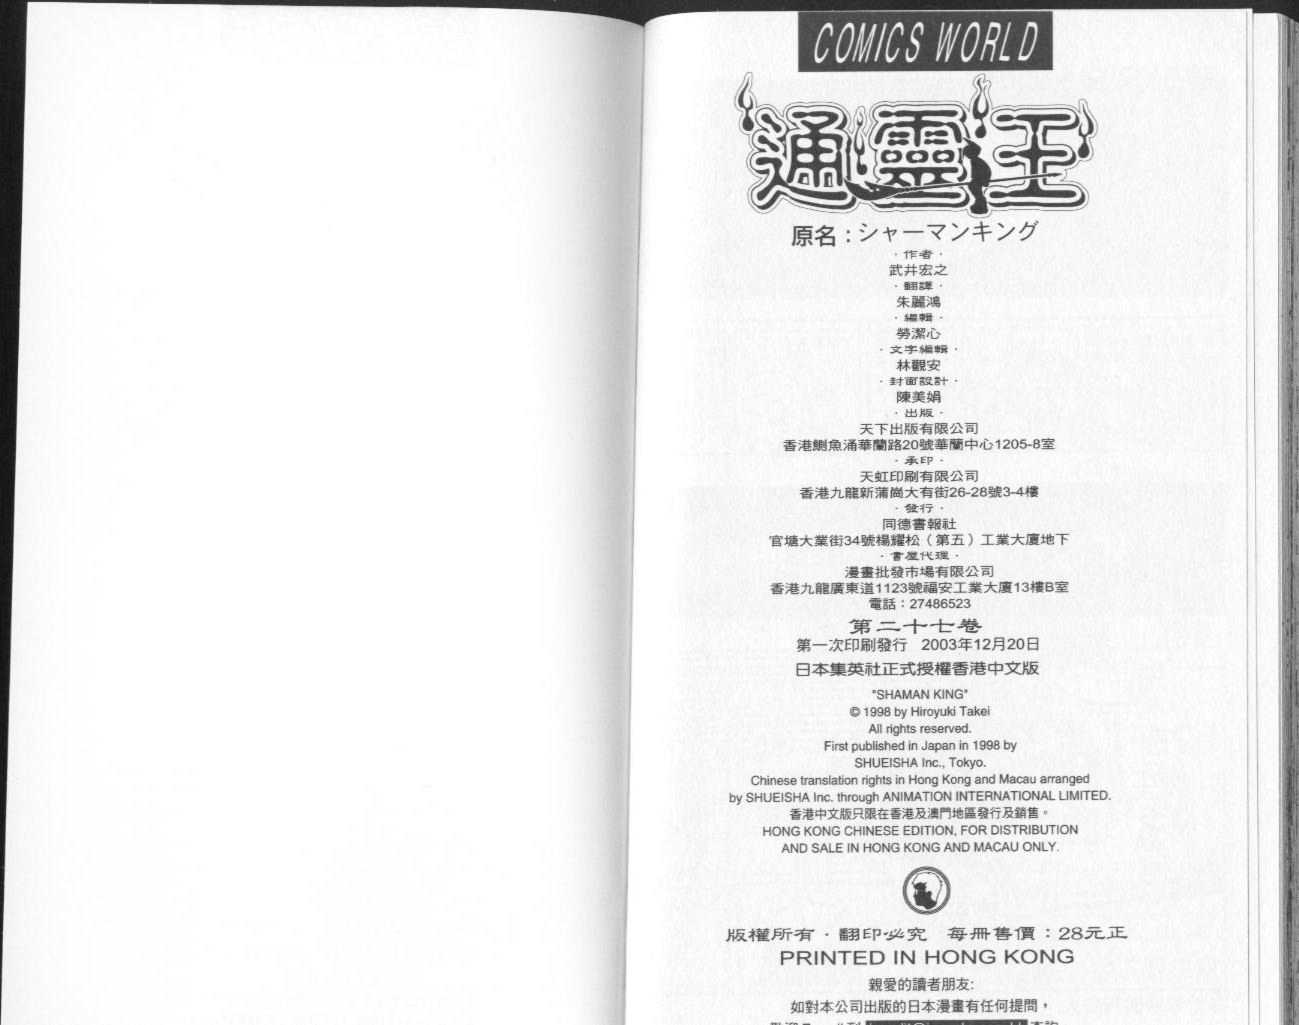 COMICS WORLD
通靈王
原名：シャーマンキング
·作者·
武井宏之
·翻譯·
朱麗鴻
·編輯·
勞潔心
·文字編輯·
林觀安
·封面設計·
陳美娟
·出版·
天下出版有限公司
香港鰂魚涌華蘭路20號華蘭中心1205-8室
·承印·
天虹印刷有限公司
香港九龍新蒲崗大有街26-28號3-4樓
·發行·
同德書報社
官塘大業街34號楊耀松（第五）工業大廈地下
·書屋代理·
漫畫批發市場有限公司
香港九龍廣東道1123號福安工業大廈13樓B室
電話：27486523
第二十七卷
第一次印刷發行 2003年12月20日
日本集英社正式授權香港中文版
"SHAMAN KING"
© 1998 by Hiroyuki Takei
All rights reserved.
First published in Japan in 1998 by
SHUEISHA Inc., Tokyo.
Chinese translation rights in Hong Kong and Macau arranged
by SHUEISHA Inc. through ANIMATION INTERNATIONAL LIMITED.
香港中文版只限在香港及澳門地區發行及銷售。
HONG KONG CHINESE EDITION, FOR DISTRIBUTION
AND SALE IN HONG KONG AND MACAU ONLY.
版權所有·翻印必究 每冊售價：28元正
PRINTED IN HONG KONG
親愛的讀者朋友:
如對本公司出版的日本漫畫有任何提問，